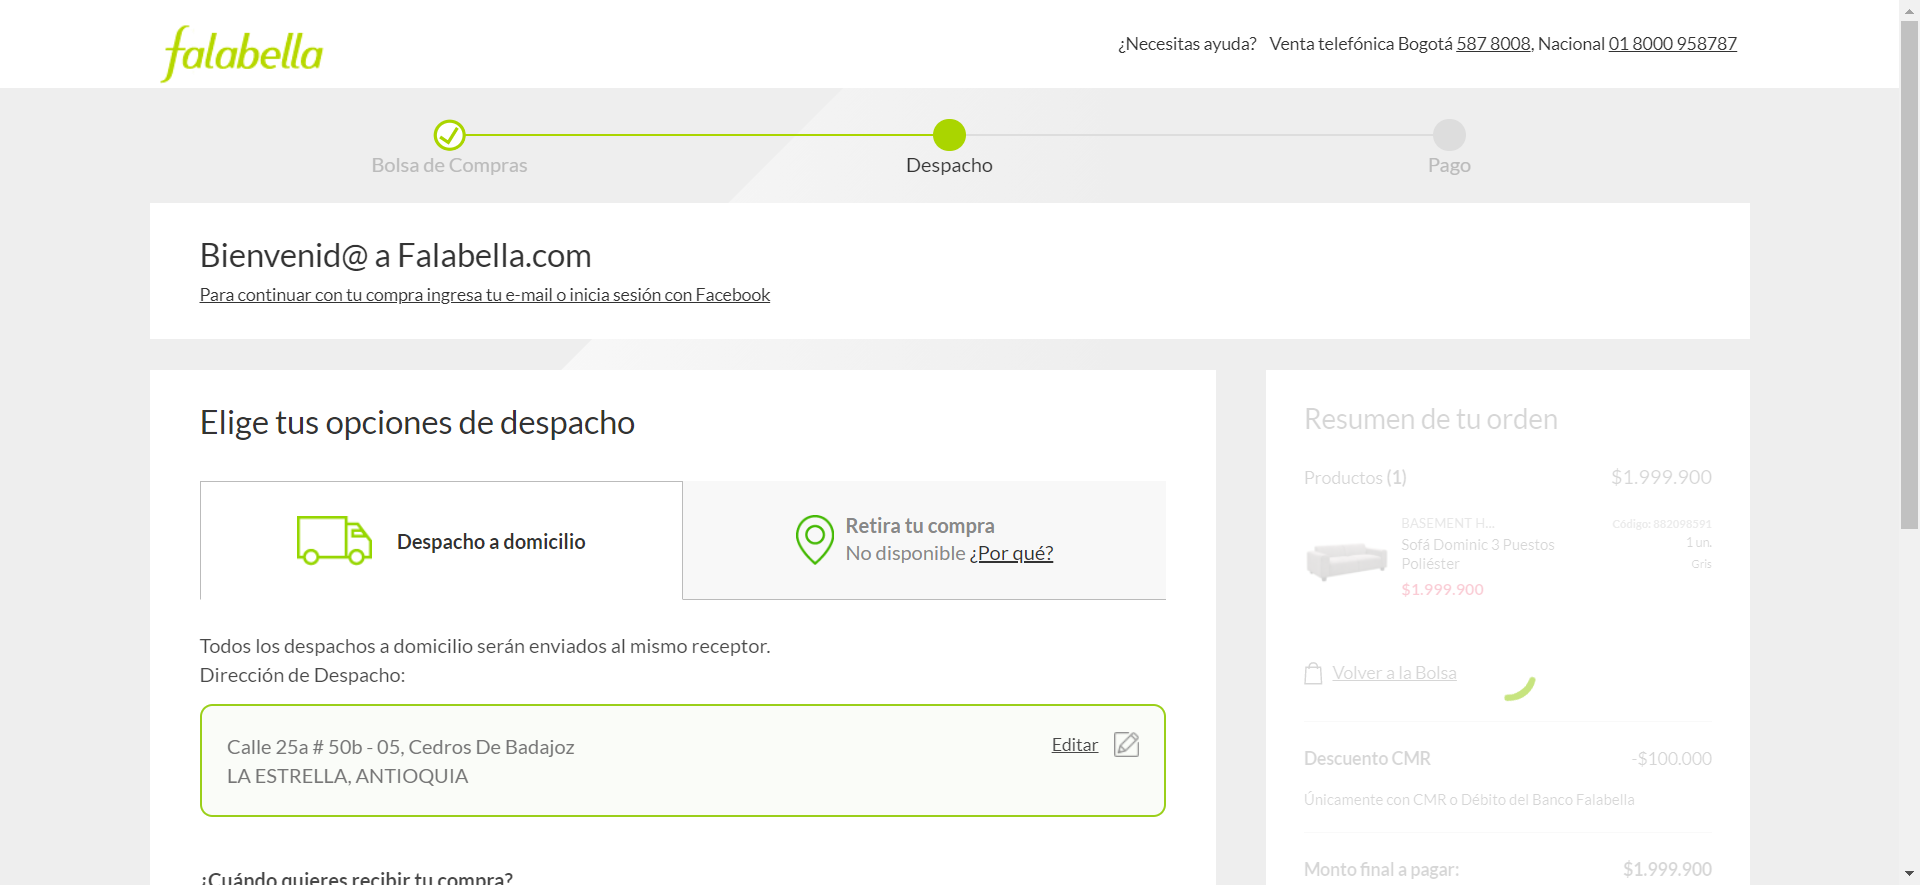 falabella
¿Necesitas ayuda? Venta telefónica Bogotá 587 8008, Nacional 01 8000 958787
Bolsa de Compras
Despacho
Pago
Bienvenid@ a Falabella.com
Para continuar con tu compra ingresa tu e-mail o inicia sesión con Facebook
Elige tus opciones de despacho
Despacho a domicilio
Retira tu compra
No disponible ¿Por qué?
Todos los despachos a domicilio serán enviados al mismo receptor.
Dirección de Despacho:
Calle 25a # 50b - 05, Cedros De Badajoz
LA ESTRELLA, ANTIOQUIA
Editar
¿Cuándo quieres recibir tu compra?
Resumen de tu orden
Productos (1) $1.999.900
BASEMENT H... Código: 882098591
Sofá Dominic 3 Puestos 1 un.
Poliéster Gris
$1.999.900
Volver a la Bolsa
Descuento CMR -$100.000
Únicamente con CMR o Débito del Banco Falabella
Monto final a pagar: $1.999.900